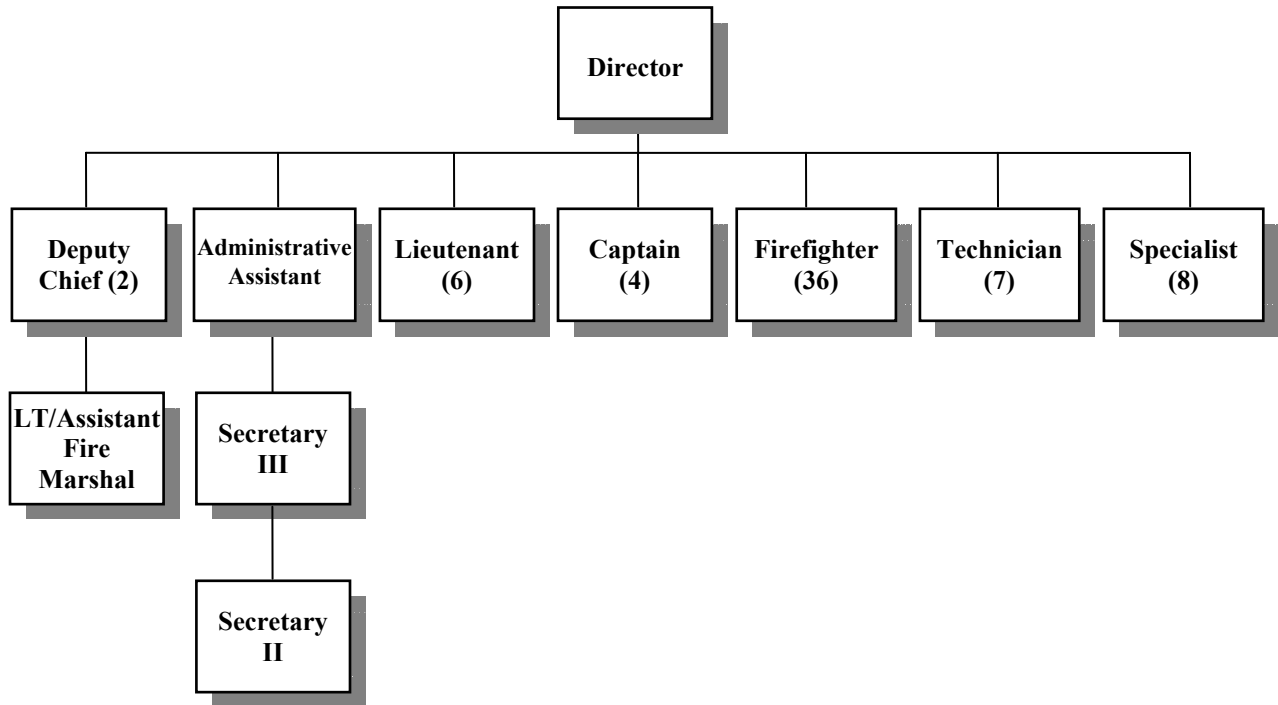 Director
Deputy
Chief (2)
Administrative
Assistant
Lieutenant
(6)
Captain
(4)
Firefighter
(36)
Technician
(7)
Specialist
(8)
LT/Assistant
Fire
Marshal
Secretary
III
Secretary
II